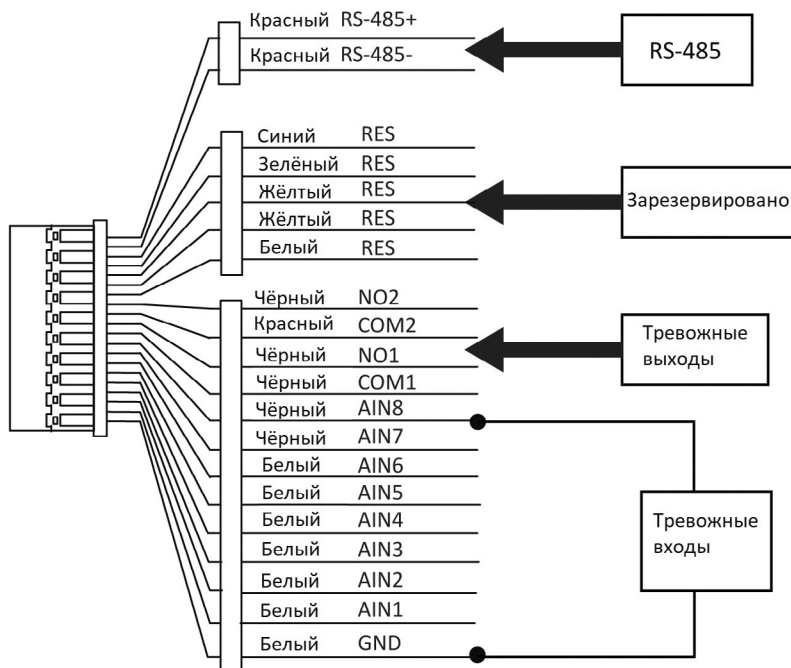 Красный RS-485+
Красный RS-485-
RS-485
Синий RES
Зелёный RES
Жёлтый RES
Жёлтый RES
Белый RES
Зарезервировано
Чёрный NO2
Красный COM2
Чёрный NO1
Чёрный COM1
Тревожные
выходы
Чёрный AIN8
Чёрный AIN7
Белый AIN6
Белый AIN5
Белый AIN4
Белый AIN3
Белый AIN2
Белый AIN1
Белый GND
Тревожные
входы